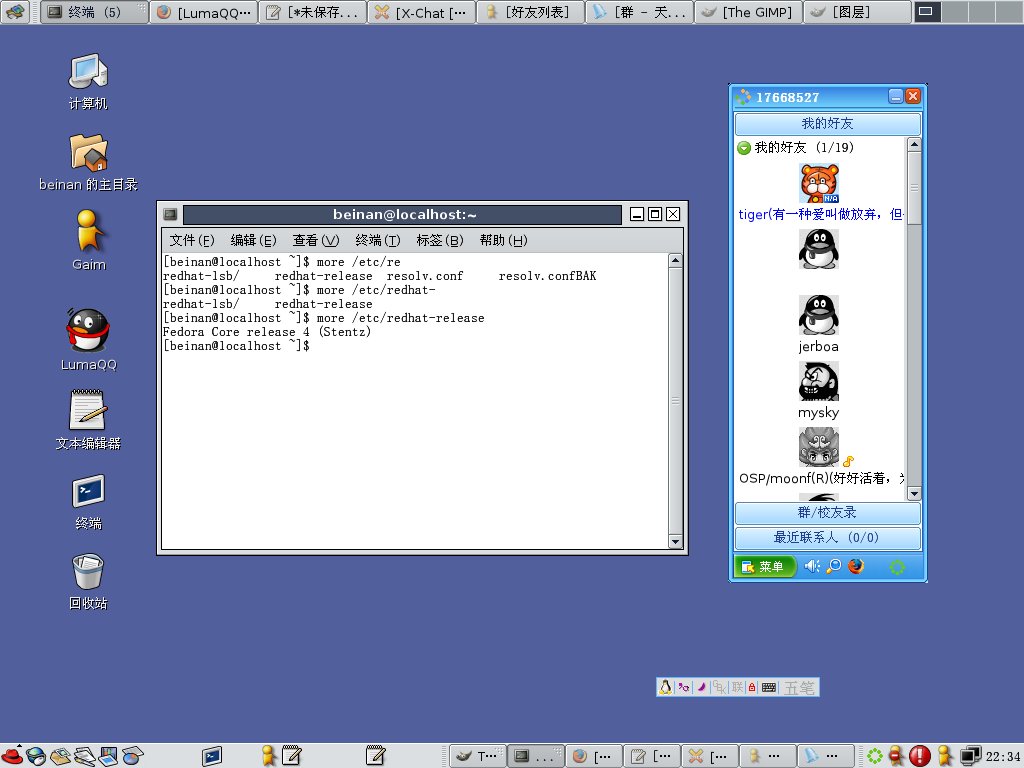 终端 (5)
[LumaQQ...
[*未保存...
[X-Chat [...
[好友列表]
[群 - 天...
[The GIMP]
[图层]
计算机
beinan 的主目录
Gaim
LumaQQ
文本编辑器
终端
回收站
beinan@localhost:~
文件(F) 编辑(E) 查看(V) 终端(T) 标签(B) 帮助(H)
[beinan@localhost ~]$ more /etc/re
redhat-lsb/     redhat-release  resolv.conf     resolv.confBAK
[beinan@localhost ~]$ more /etc/redhat-
redhat-lsb/     redhat-release
[beinan@localhost ~]$ more /etc/redhat-release
Fedora Core release 4 (Stentz)
[beinan@localhost ~]$
17668527
我的好友
我的好友 (1/19)
N/A
tiger(有一种爱叫做放弃，但
jerboa
mysky
OSP/moonf(R)(好好活着，
群/校友录
最近联系人 (0/0)
菜单
联
五笔
T...
...
[...
[...
[...
...
...
22:34